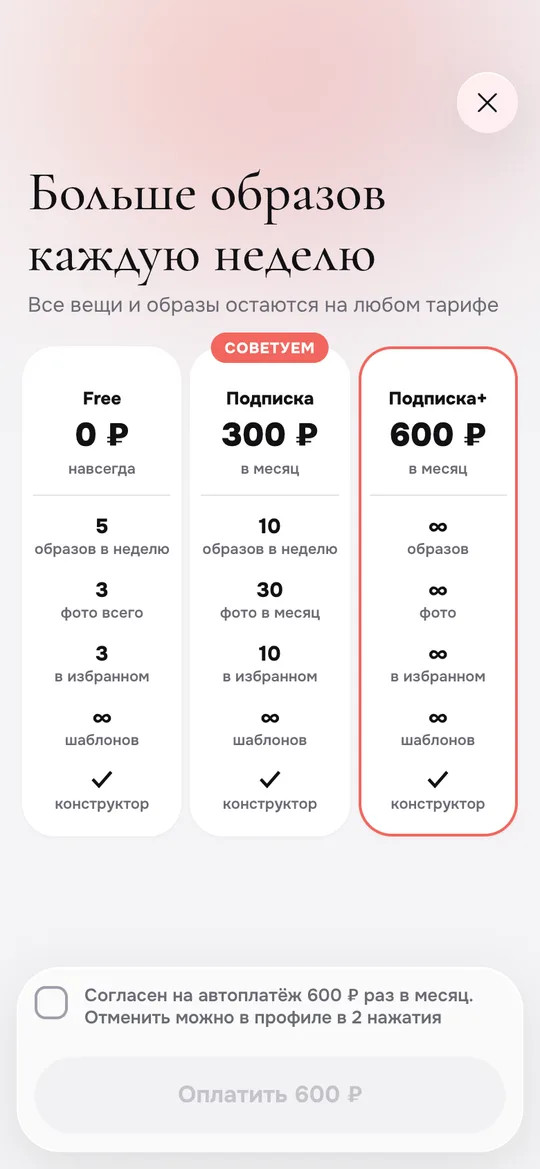 Больше образов
каждую неделю
Все вещи и образы остаются на любом тарифе
СОВЕТУЕМ
Free
0 ₽
навсегда
5
образов в неделю
3
фото всего
3
в избранном
∞
шаблонов
✓
конструктор
Подписка
300 ₽
в месяц
10
образов в неделю
30
фото в месяц
10
в избранном
∞
шаблонов
✓
конструктор
Подписка+
600 ₽
в месяц
∞
образов
∞
фото
∞
в избранном
∞
шаблонов
✓
конструктор
Согласен на автоплатёж 600 ₽ раз в месяц.
Отменить можно в профиле в 2 нажатия
Оплатить 600 ₽